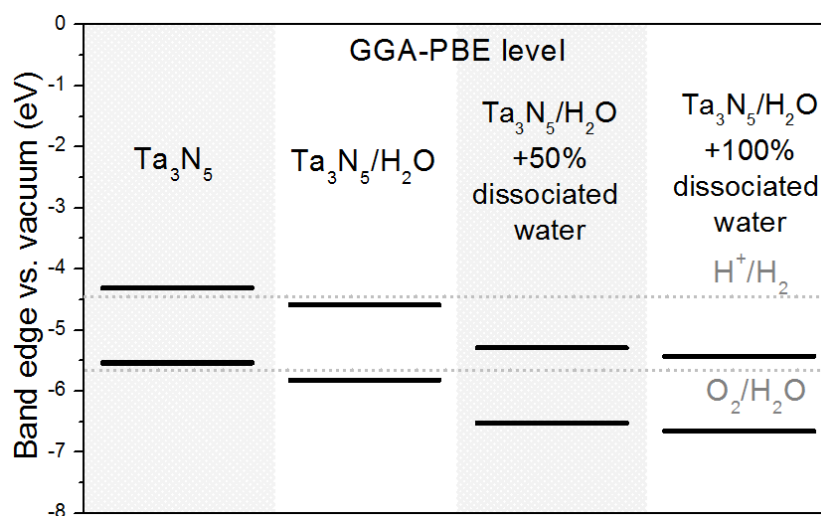 GGA-PBE level
Band edge vs. vacuum (eV)
0
-1
-2
-3
-4
-5
-6
-7
-8
Ta₃N₅
Ta₃N₅/H₂O
Ta₃N₅/H₂O
+50%
dissociated
water
Ta₃N₅/H₂O
+100%
dissociated
water
H⁺/H₂
O₂/H₂O